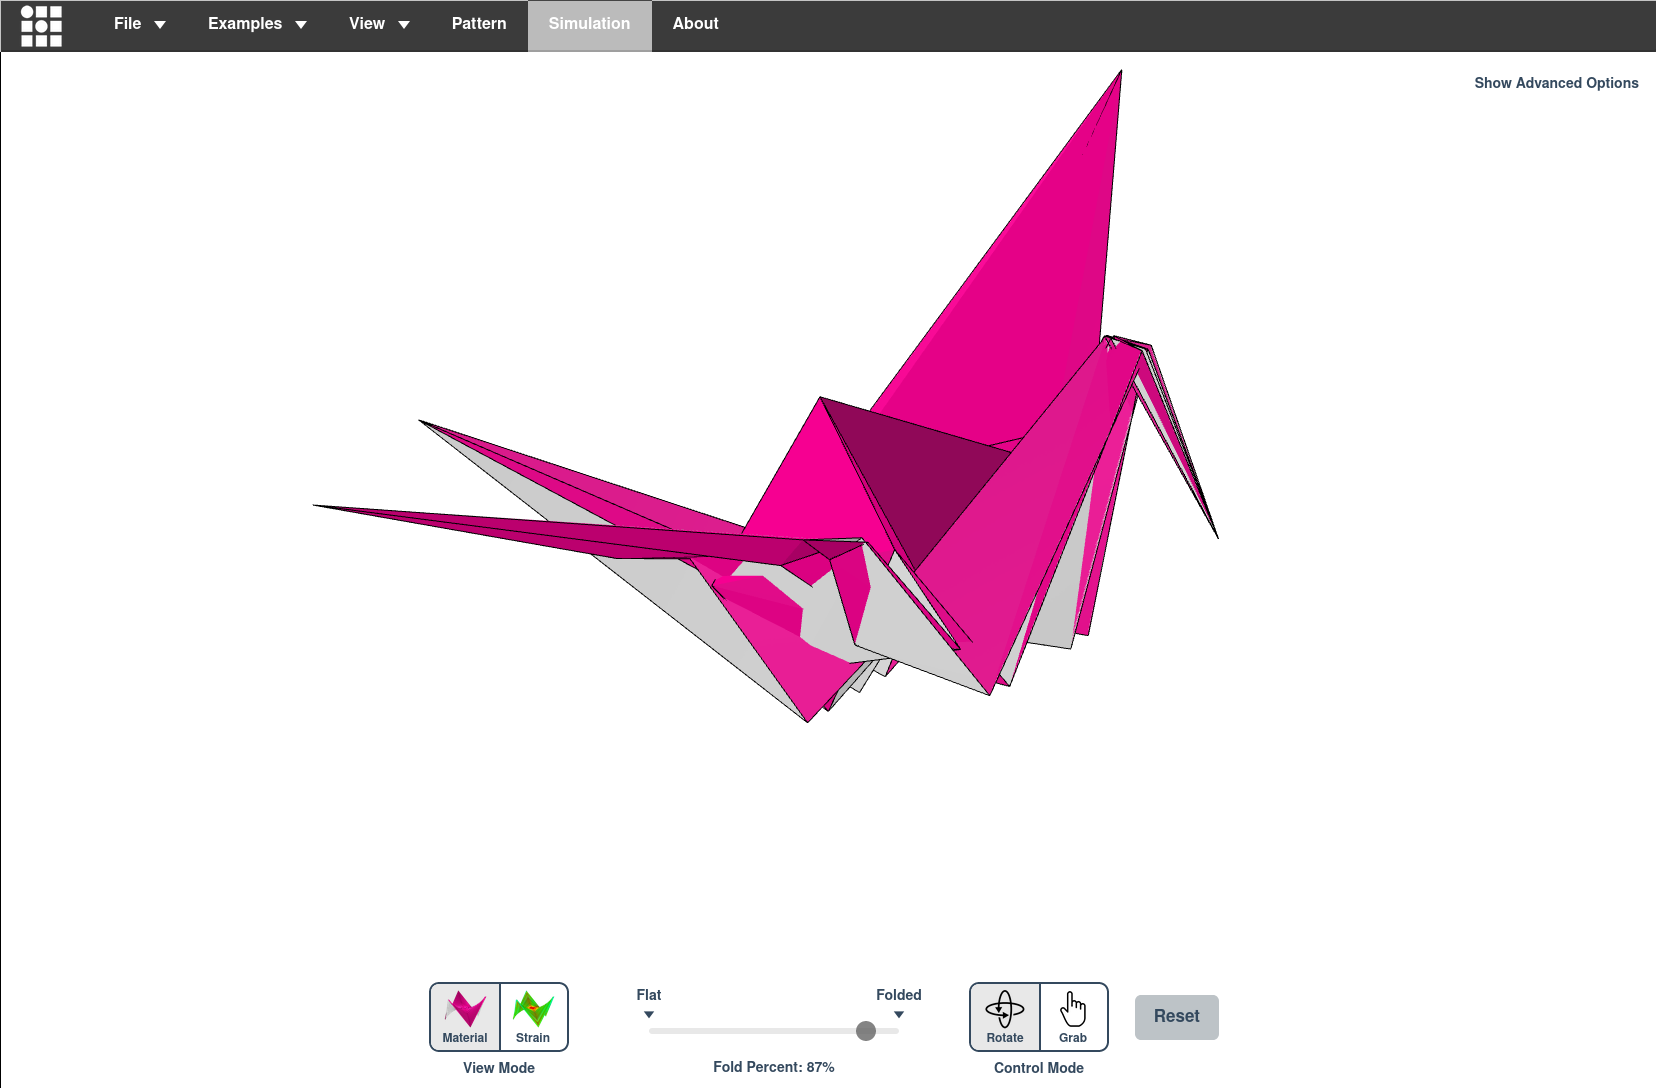 File Examples View Pattern Simulation About
Show Advanced Options
Flat Folded
Material Strain Rotate Grab Reset
View Mode Fold Percent: 87% Control Mode